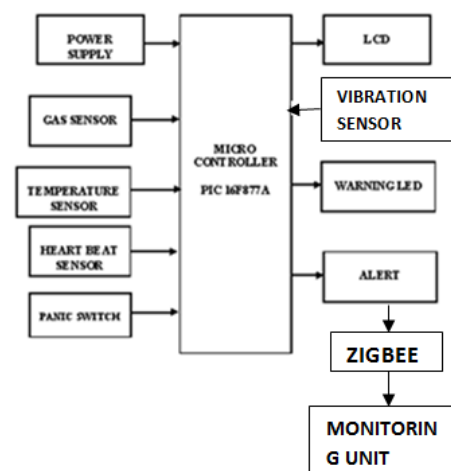 POWER
SUPPLY
GAS SENSOR
TEMPERATURE
SENSOR
HEART BEAT
SENSOR
PANIC SWITCH
MICRO
CONTROLLER
PIC 16F877A
LCD
VIBRATION
SENSOR
WARNING LED
ALERT
ZIGBEE
MONITORIN
G UNIT